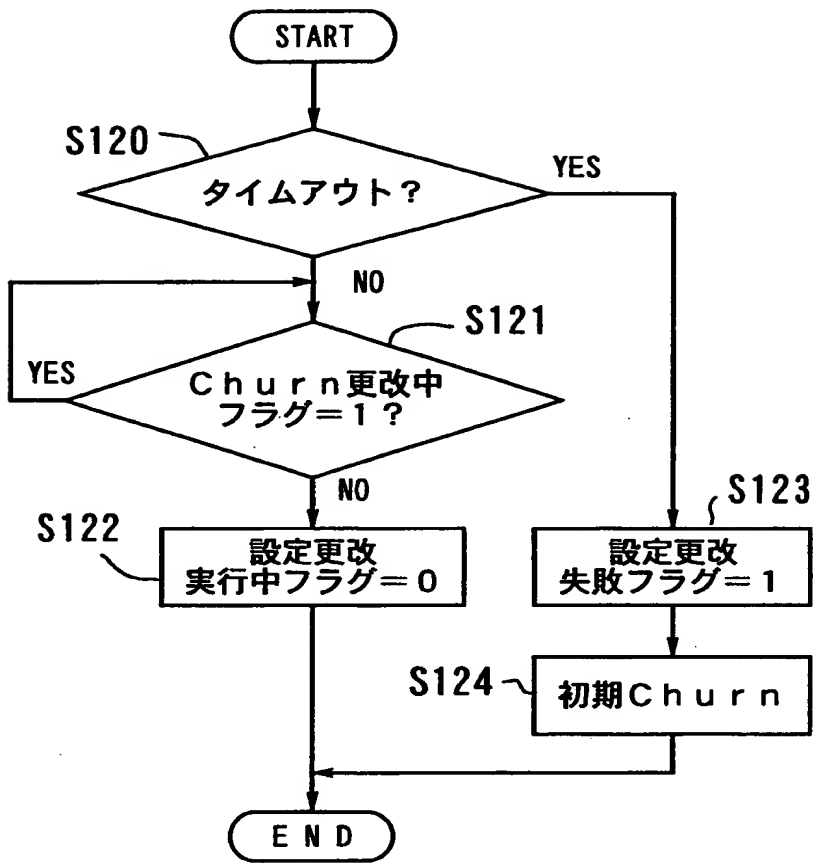 START
S120
タイムアウト?
YES
NO
S121
YES
Churn更改中
フラグ=1?
NO
S122
設定更改
実行中フラグ=0
S123
設定更改
失敗フラグ=1
S124
初期Churn
END